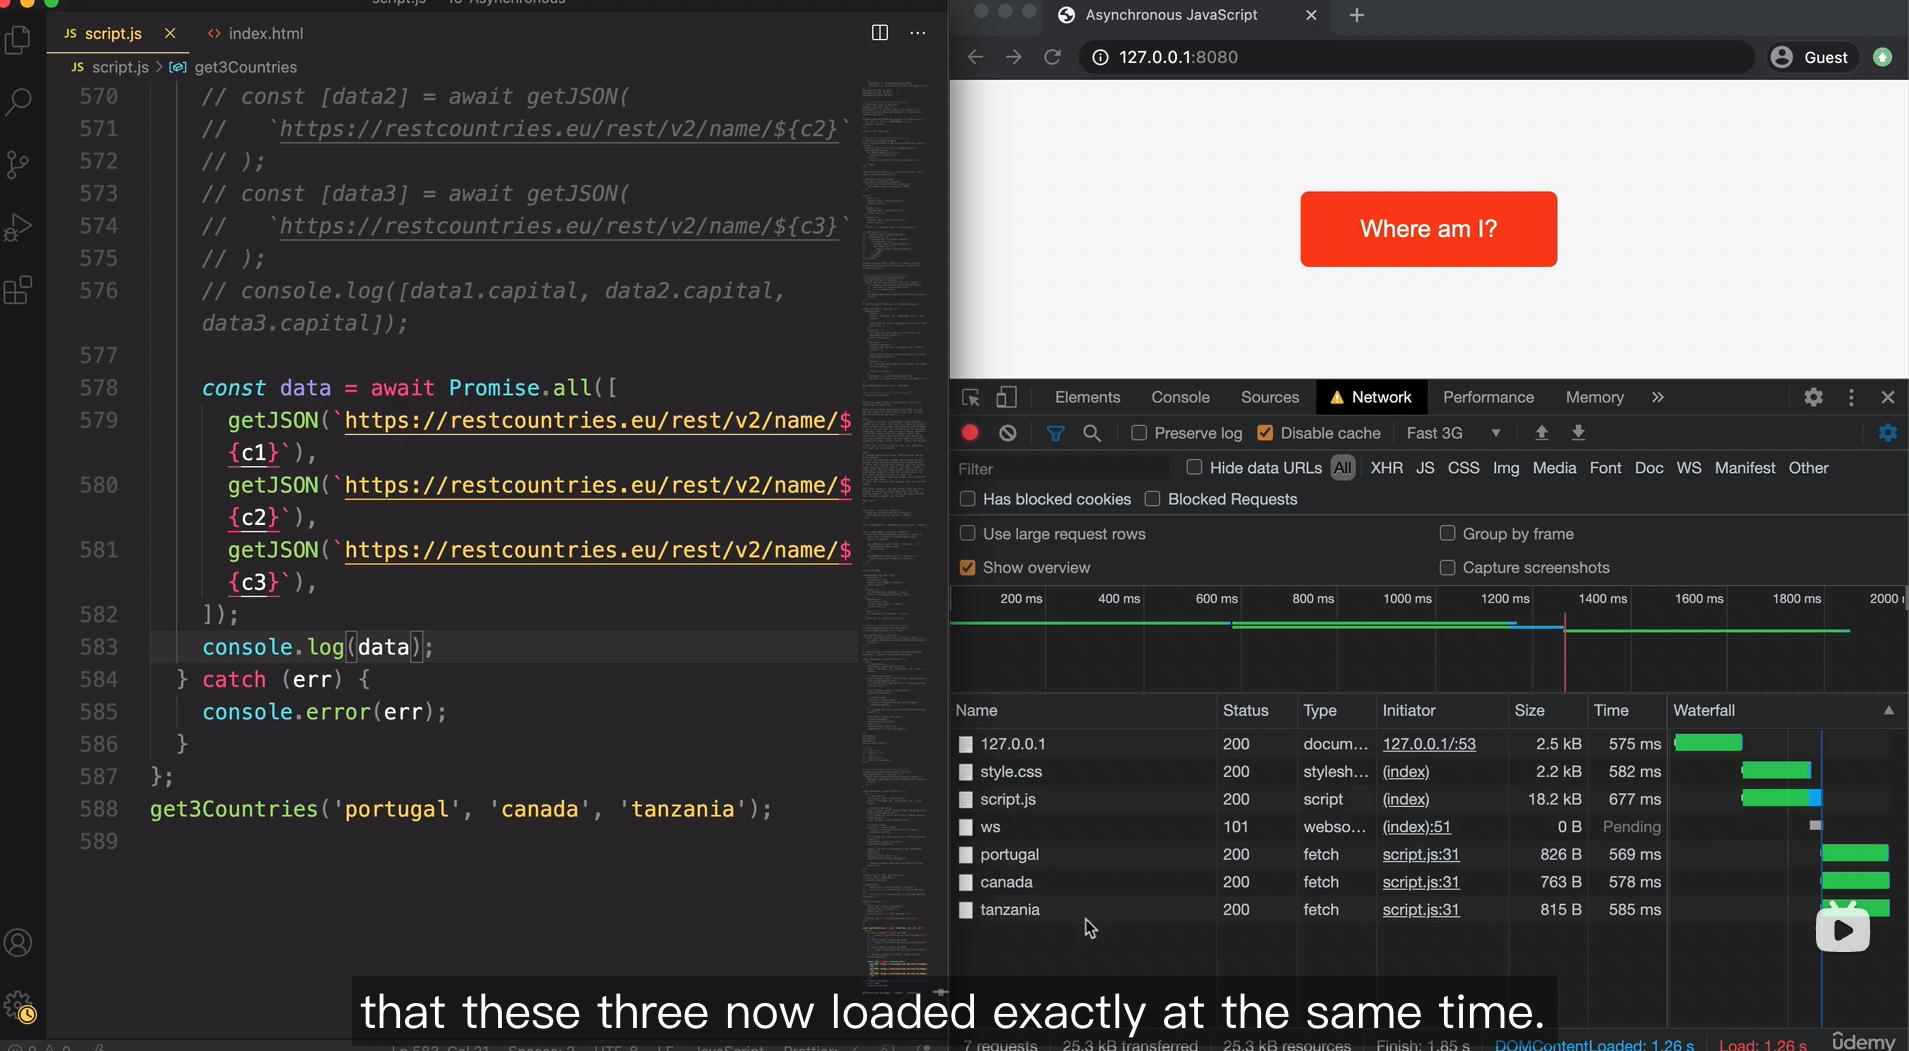 JS script.js × <> index.html
JS script.js > get3Countries
570 // const [data2] = await getJSON(
571 //   `https://restcountries.eu/rest/v2/name/${c2}`
572 // );
573 // const [data3] = await getJSON(
574 //   `https://restcountries.eu/rest/v2/name/${c3}`
575 // );
576 // console.log([data1.capital, data2.capital,
data3.capital]);
577
578 const data = await Promise.all([
579 getJSON(`https://restcountries.eu/rest/v2/name/$
{c1}`),
580 getJSON(`https://restcountries.eu/rest/v2/name/$
{c2}`),
581 getJSON(`https://restcountries.eu/rest/v2/name/$
{c3}`),
582 ]);
583 console.log(data);
584 } catch (err) {
585 console.error(err);
586 }
587 };
588 get3Countries('portugal', 'canada', 'tanzania');
589
Asynchronous JavaScript
127.0.0.1:8080 Guest
Where am I?
Elements Console Sources Network Performance Memory »
Preserve log Disable cache Fast 3G
Filter Hide data URLs All XHR JS CSS Img Media Font Doc WS Manifest Other
Has blocked cookies Blocked Requests
Use large request rows Group by frame
Show overview Capture screenshots
200 ms 400 ms 600 ms 800 ms 1000 ms 1200 ms 1400 ms 1600 ms 1800 ms 2000
Name Status Type Initiator Size Time Waterfall
127.0.0.1 200 docum... 127.0.0.1/:53 2.5 kB 575 ms
style.css 200 stylesh... (index) 2.2 kB 582 ms
script.js 200 script (index) 18.2 kB 677 ms
ws 101 webso... (index):51 0 B Pending
portugal 200 fetch script.js:31 826 B 569 ms
canada 200 fetch script.js:31 763 B 578 ms
tanzania 200 fetch script.js:31 815 B 585 ms
that these three now loaded exactly at the same time.
7 requests 25.3 kB transferred 25.3 kB resources Finish: 1.85 s DOMContentLoaded: 1.26 s Load: 1.26 s
ûdemy